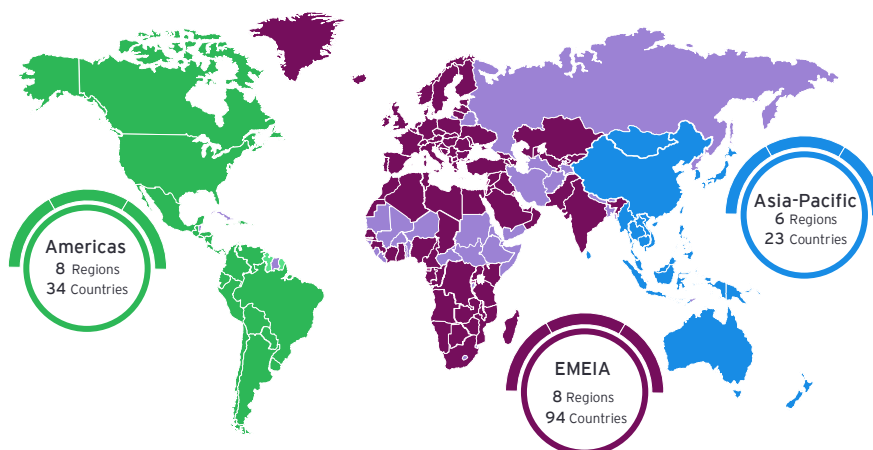 Americas
8 Regions
34 Countries
Asia-Pacific
6 Regions
23 Countries
EMEIA
8 Regions
94 Countries